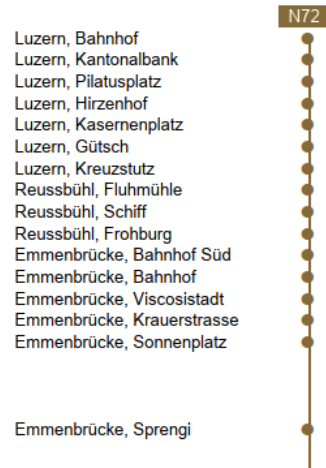 N72
Luzern, Bahnhof
Luzern, Kantonalbank
Luzern, Pilatusplatz
Luzern, Hirzenhof
Luzern, Kasernenplatz
Luzern, Gütsch
Luzern, Kreuzstutz
Reussbühl, Fluhmühle
Reussbühl, Schiff
Reussbühl, Frohburg
Emmenbrücke, Bahnhof Süd
Emmenbrücke, Bahnhof
Emmenbrücke, Viscosistadt
Emmenbrücke, Krauerstrasse
Emmenbrücke, Sonnenplatz
Emmenbrücke, Sprengi